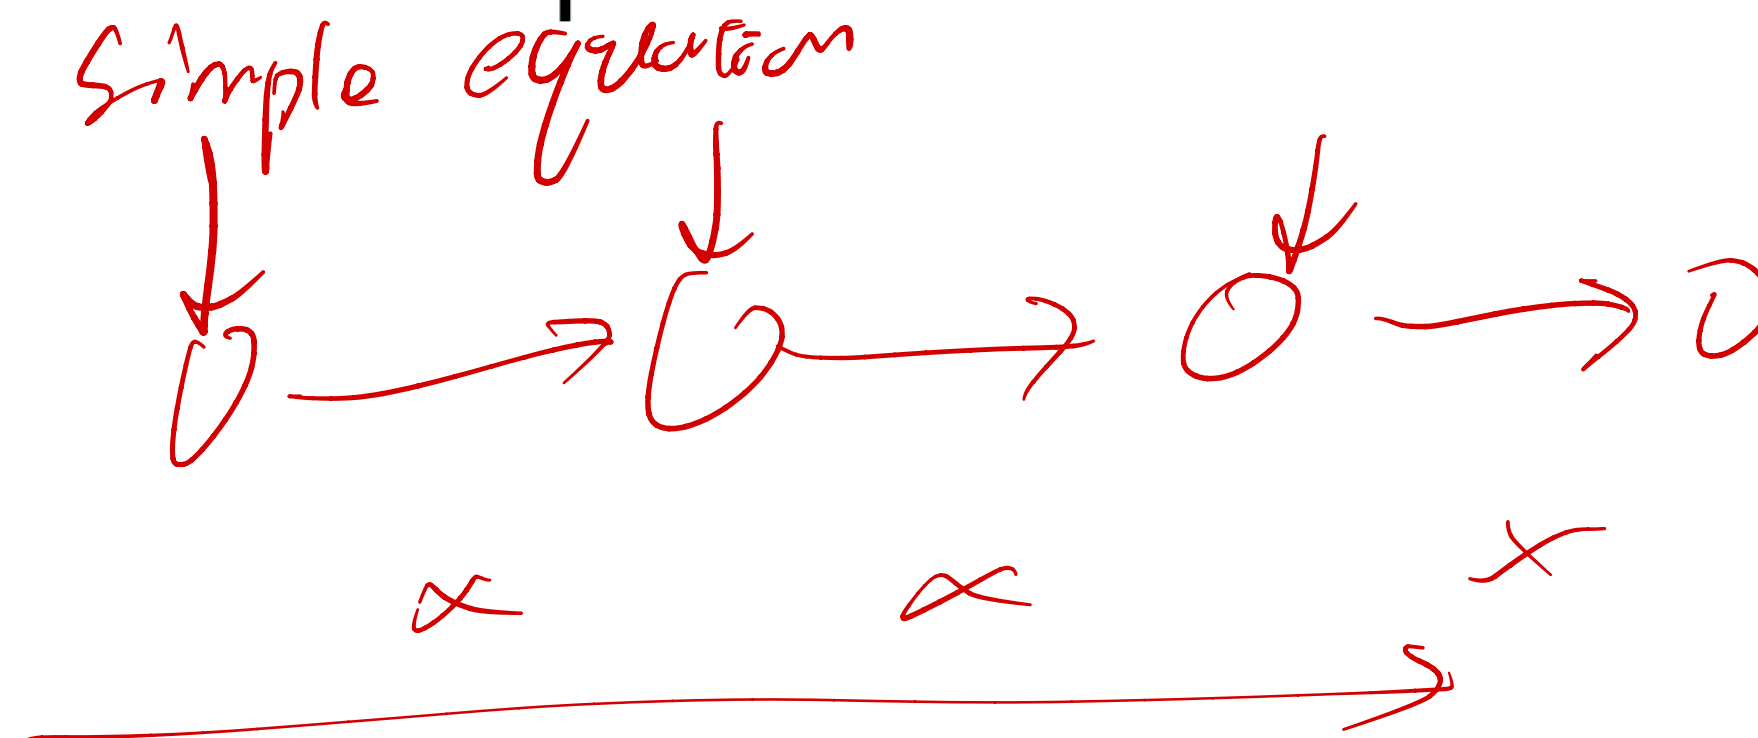 simple equation
α α x